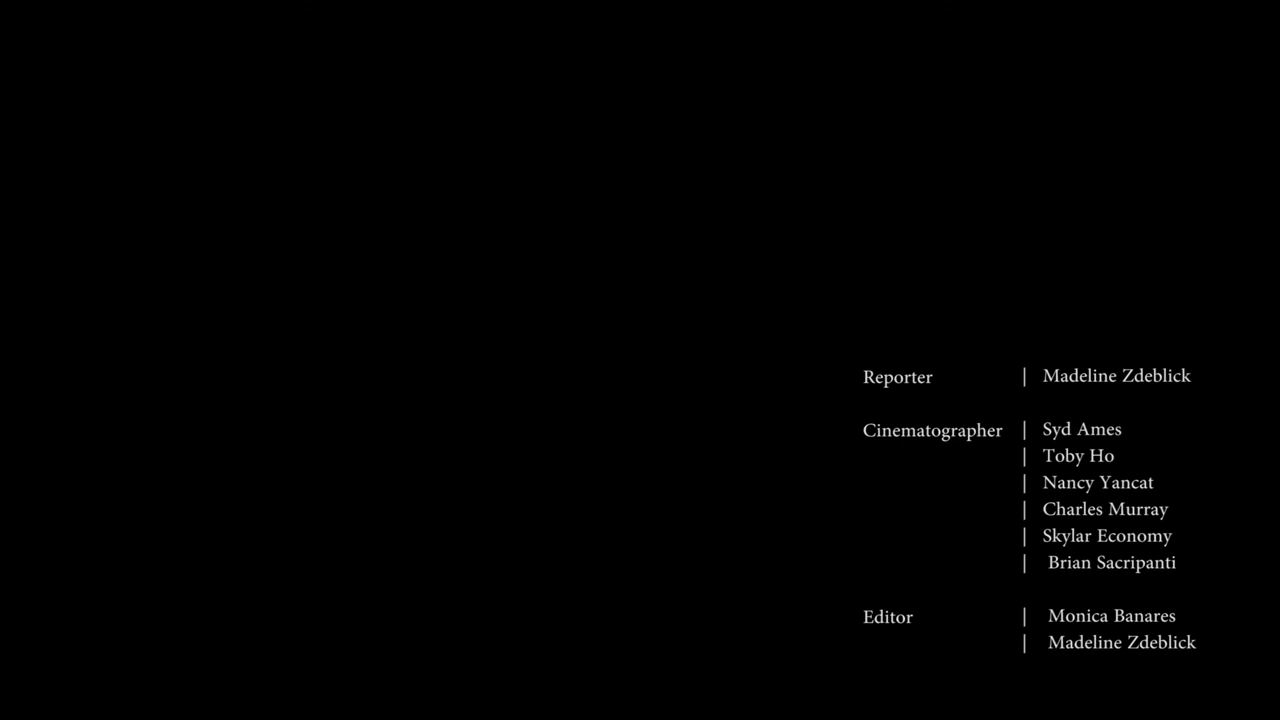 Reporter | Madeline Zdeblick
Cinematographer | Syd Ames
| Toby Ho
| Nancy Yancat
| Charles Murray
| Skylar Economy
| Brian Sacripanti
Editor | Monica Banares
| Madeline Zdeblick